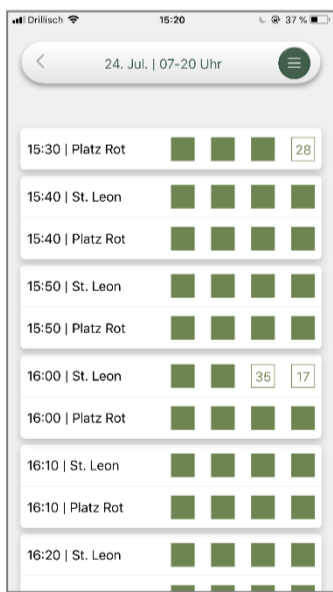 Drillisch 15:20 37 %
24. Jul. | 07-20 Uhr
15:30 | Platz Rot 28
15:40 | St. Leon
15:40 | Platz Rot
15:50 | St. Leon
15:50 | Platz Rot
16:00 | St. Leon 35 17
16:00 | Platz Rot
16:10 | St. Leon
16:10 | Platz Rot
16:20 | St. Leon